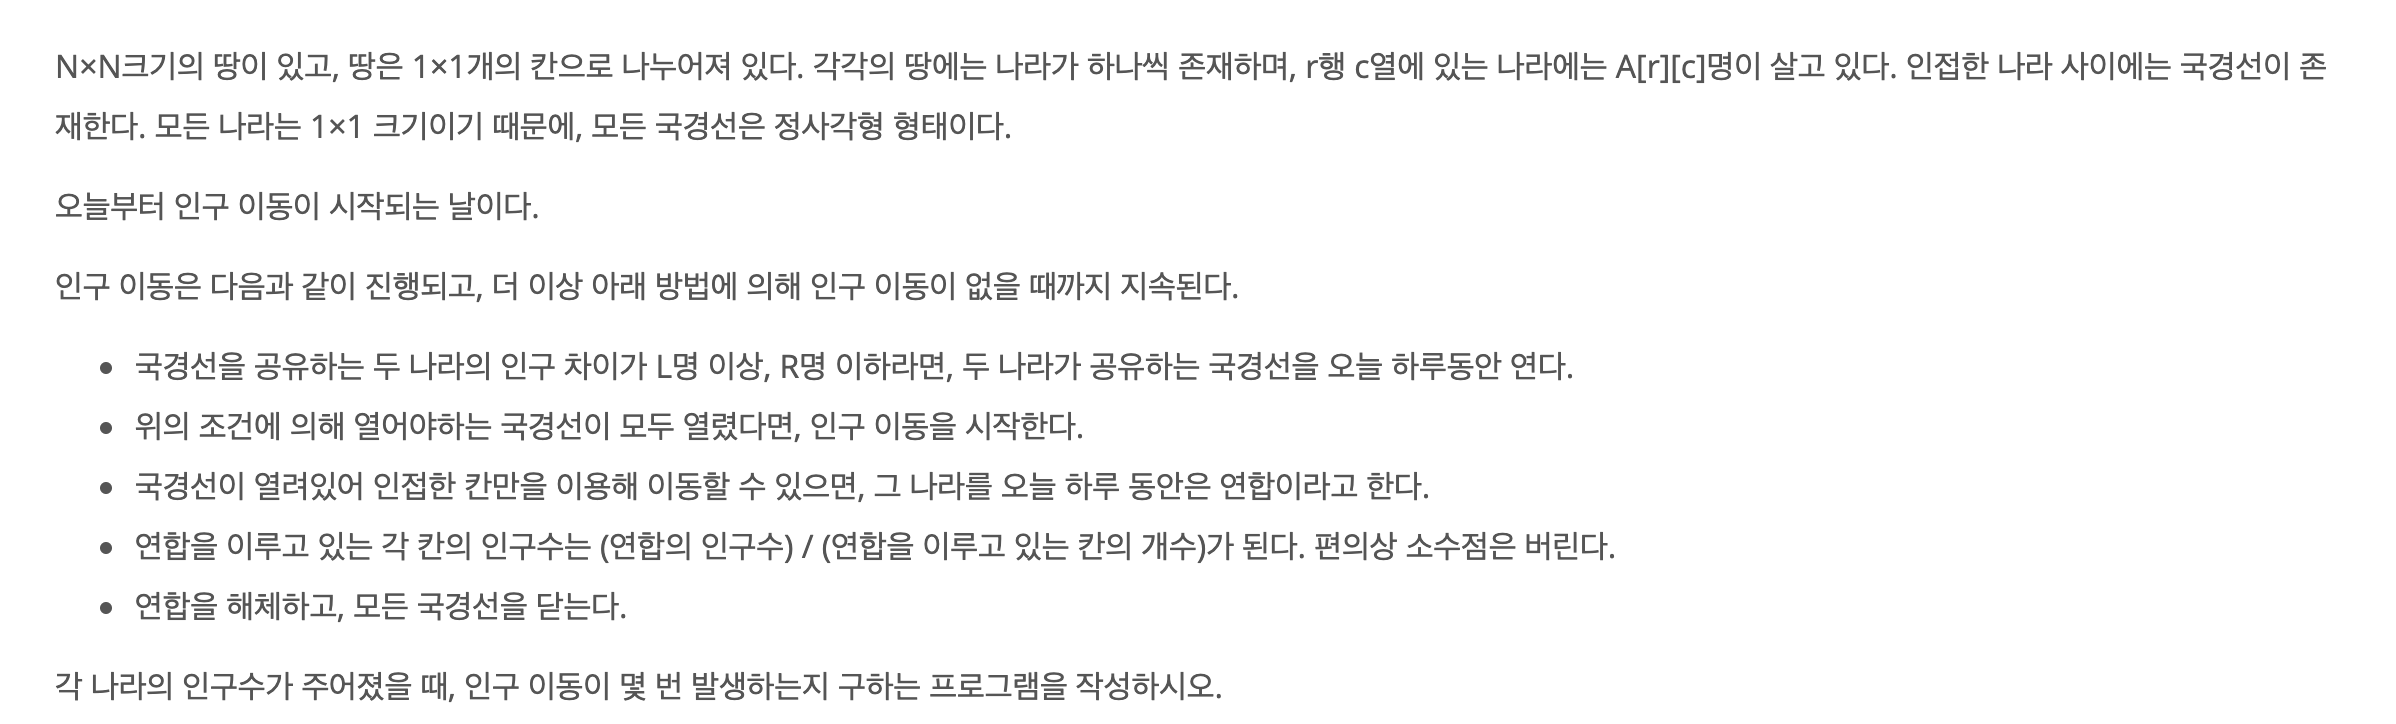 N×N크기의 땅이 있고, 땅은 1×1개의 칸으로 나누어져 있다. 각각의 땅에는 나라가 하나씩 존재하며, r행 c열에 있는 나라에는 A[r][c]명이 살고 있다. 인접한 나라 사이에는 국경선이 존
재한다. 모든 나라는 1×1 크기이기 때문에, 모든 국경선은 정사각형 형태이다.
오늘부터 인구 이동이 시작되는 날이다.
인구 이동은 다음과 같이 진행되고, 더 이상 아래 방법에 의해 인구 이동이 없을 때까지 지속된다.
• 국경선을 공유하는 두 나라의 인구 차이가 L명 이상, R명 이하라면, 두 나라가 공유하는 국경선을 오늘 하루동안 연다.
• 위의 조건에 의해 열어야하는 국경선이 모두 열렸다면, 인구 이동을 시작한다.
• 국경선이 열려있어 인접한 칸만을 이용해 이동할 수 있으면, 그 나라를 오늘 하루 동안은 연합이라고 한다.
• 연합을 이루고 있는 각 칸의 인구수는 (연합의 인구수) / (연합을 이루고 있는 칸의 개수)가 된다. 편의상 소수점은 버린다.
• 연합을 해체하고, 모든 국경선을 닫는다.
각 나라의 인구수가 주어졌을 때, 인구 이동이 몇 번 발생하는지 구하는 프로그램을 작성하시오.